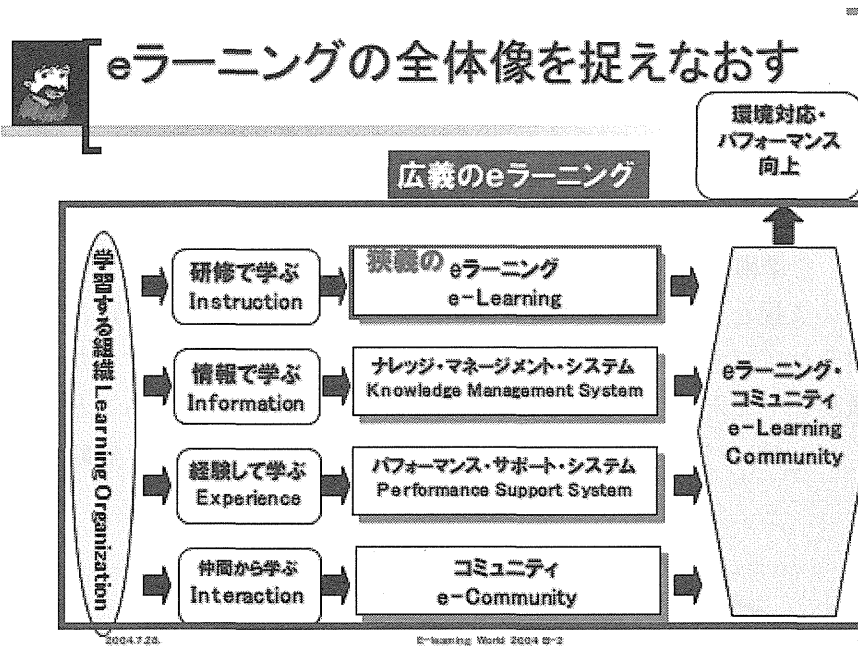 eラーニングの全体像を捉えなおす
環境対応・
パフォーマンス
向上
広義のeラーニング
学習する組織 Learning Organization
研修で学ぶ
Instruction
狭義の eラーニング
e-Learning
情報で学ぶ
Information
ナレッジ・マネージメント・システム
Knowledge Management System
経験して学ぶ
Experience
パフォーマンス・サポート・システム
Performance Support System
仲間から学ぶ
Interaction
コミュニティ
e-Community
eラーニング・
コミュニティ
e-Learning
Community
2004.7.28.
E-learning World 2004 B-2